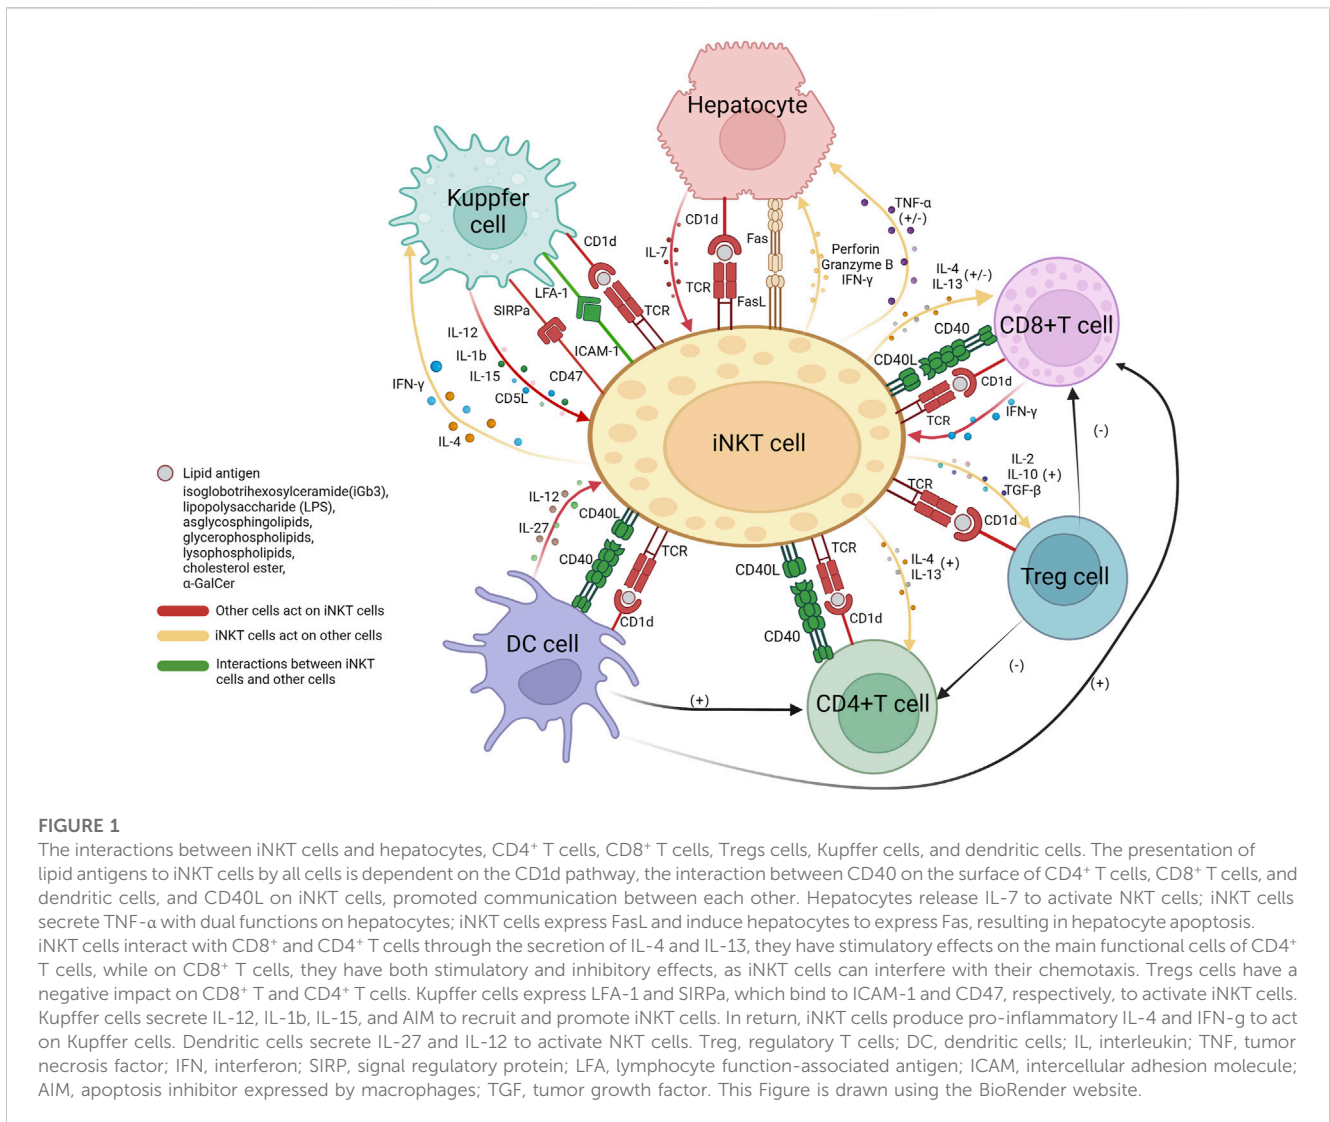 Hepatocyte
Kuppfer
cell
CD1d
LFA-1
SIRPa
TCR
ICAM-1
CD47
IL-12
IL-1b
IL-15
CD5L
IFN-γ
IL-4
CD1d
IL-7
TCR
Fas
FasL
TNF-α
(+/-)
Perforin
Granzyme B
IFN-γ
IL-4
IL-13 (+/-)
CD40
CD40L
CD8+T cell
CD1d
TCR
IFN-γ
iNKT cell
(-)
IL-2
IL-10 (+)
TGF-β
TCR
CD1d
Treg cell
IL-12
IL-27
CD40L
CD40
TCR
CD1d
DC cell
CD40L
TCR
CD40
CD1d
IL-4
IL-13 (+)
CD4+T cell
(-)
(+)
(+)
Lipid antigen
isoglobotrihexosylceramide(iGb3),
lipopolysaccharide (LPS),
asglycosphingolipids,
glycerophospholipids,
lysophospholipids,
cholesterol ester,
α-GalCer
Other cells act on iNKT cells
iNKT cells act on other cells
Interactions between iNKT
cells and other cells
FIGURE 1
The interactions between iNKT cells and hepatocytes, CD4⁺ T cells, CD8⁺ T cells, Tregs cells, Kupffer cells, and dendritic cells. The presentation of
lipid antigens to iNKT cells by all cells is dependent on the CD1d pathway, the interaction between CD40 on the surface of CD4⁺ T cells, CD8⁺ T cells, and
dendritic cells, and CD40L on iNKT cells, promoted communication between each other. Hepatocytes release IL-7 to activate NKT cells; iNKT cells
secrete TNF-α with dual functions on hepatocytes; iNKT cells express FasL and induce hepatocytes to express Fas, resulting in hepatocyte apoptosis.
iNKT cells interact with CD8⁺ and CD4⁺ T cells through the secretion of IL-4 and IL-13, they have stimulatory effects on the main functional cells of CD4⁺
T cells, while on CD8⁺ T cells, they have both stimulatory and inhibitory effects, as iNKT cells can interfere with their chemotaxis. Tregs cells have a
negative impact on CD8⁺ T and CD4⁺ T cells. Kupffer cells express LFA-1 and SIRPa, which bind to ICAM-1 and CD47, respectively, to activate iNKT cells.
Kupffer cells secrete IL-12, IL-1b, IL-15, and AIM to recruit and promote iNKT cells. In return, iNKT cells produce pro-inflammatory IL-4 and IFN-g to act
on Kupffer cells. Dendritic cells secrete IL-27 and IL-12 to activate NKT cells. Treg, regulatory T cells; DC, dendritic cells; IL, interleukin; TNF, tumor
necrosis factor; IFN, interferon; SIRP, signal regulatory protein; LFA, lymphocyte function-associated antigen; ICAM, intercellular adhesion molecule;
AIM, apoptosis inhibitor expressed by macrophages; TGF, tumor growth factor. This Figure is drawn using the BioRender website.